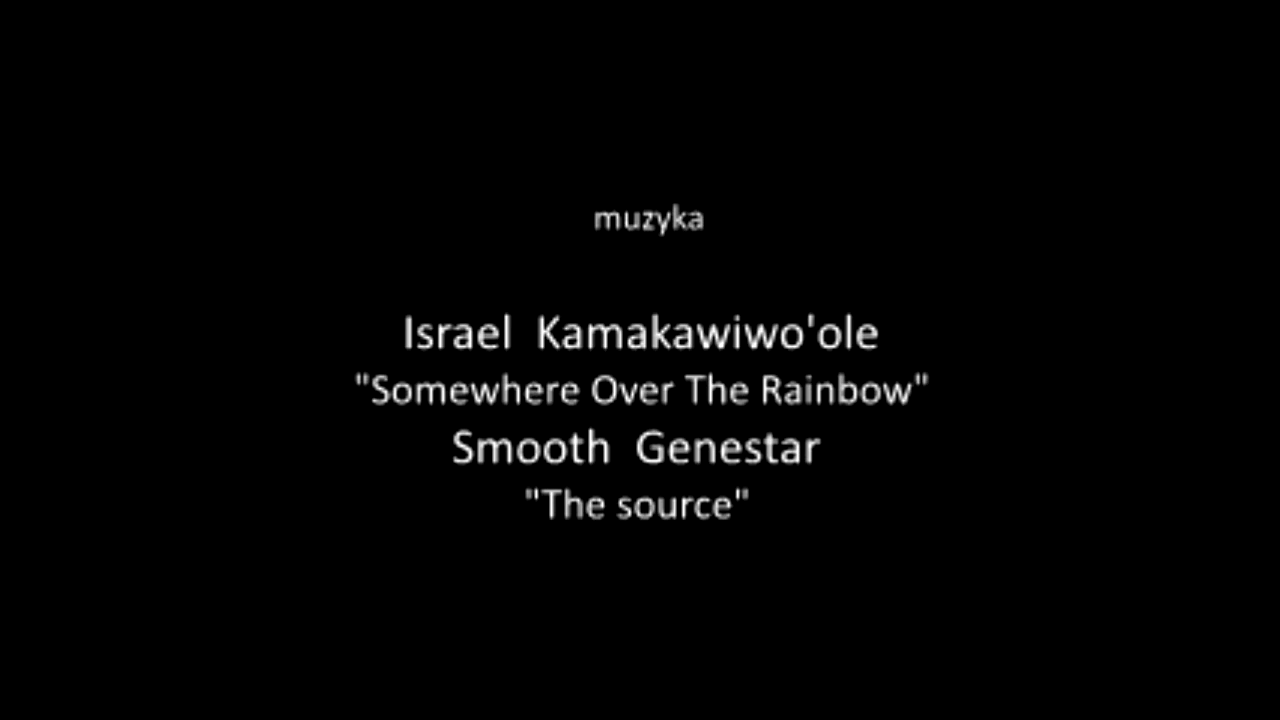 muzyka
Israel Kamakawiwo'ole
"Somewhere Over The Rainbow"
Smooth Genestar
"The source"